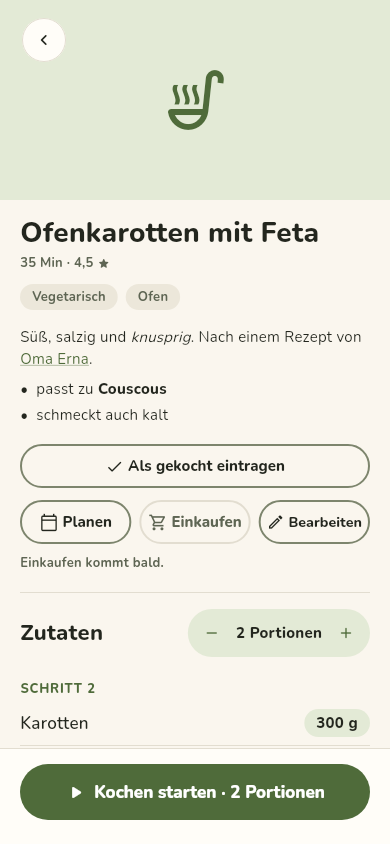 Ofenkarotten mit Feta
35 Min · 4,5 ★
Vegetarisch
Ofen
Süß, salzig und knusprig. Nach einem Rezept von
Oma Erna.
• passt zu Couscous
• schmeckt auch kalt
Als gekocht eintragen
Planen
Einkaufen
Bearbeiten
Einkaufen kommt bald.
Zutaten
− 2 Portionen +
SCHRITT 2
Karotten
300 g
Kochen starten · 2 Portionen